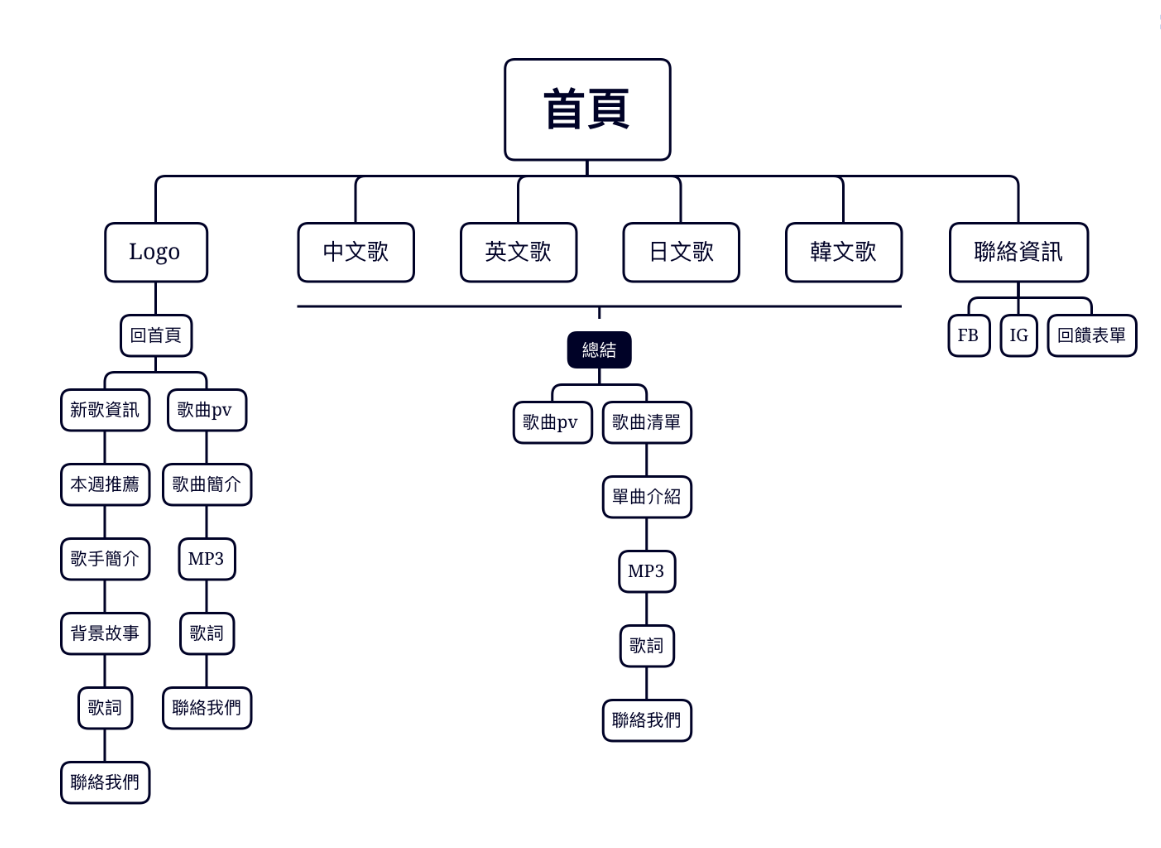 首頁
Logo
中文歌
英文歌
日文歌
韓文歌
聯絡資訊
回首頁
新歌資訊
歌曲pv
本週推薦
歌曲簡介
歌手簡介
MP3
背景故事
歌詞
歌詞
聯絡我們
聯絡我們
總結
歌曲pv
歌曲清單
單曲介紹
MP3
歌詞
聯絡我們
FB
IG
回饋表單